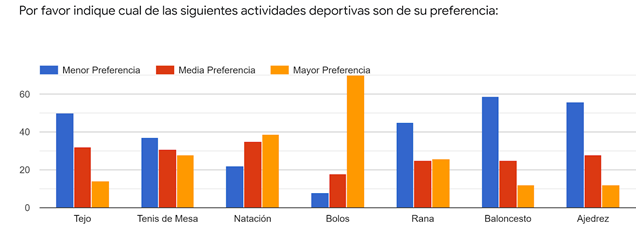 Por favor indique cual de las siguientes actividades deportivas son de su preferencia:
Menor Preferencia Media Preferencia Mayor Preferencia
60
40
20
0
Tejo Tenis de Mesa Natación Bolos Rana Baloncesto Ajedrez